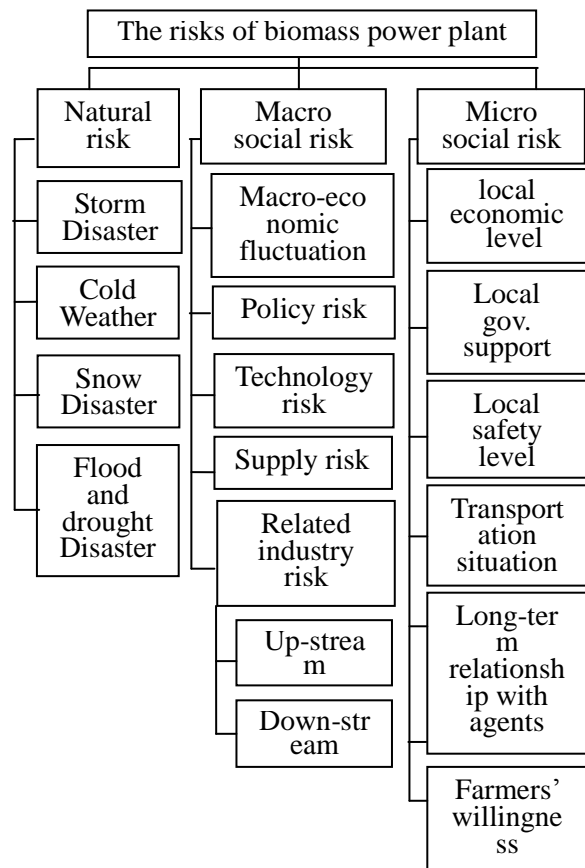 The risks of biomass power plant
Natural
risk
Storm
Disaster
Cold
Weather
Snow
Disaster
Flood
and
drought
Disaster
Macro
social risk
Macro-eco
nomic
fluctuation
Policy risk
Technology
risk
Supply risk
Related
industry
risk
Up-strea
m
Down-str
eam
Micro
social risk
local
economic
level
Local
gov.
support
Local
safety
level
Transport
ation
situation
Long-ter
m
relationsh
ip with
agents
Farmers’
willingne
ss